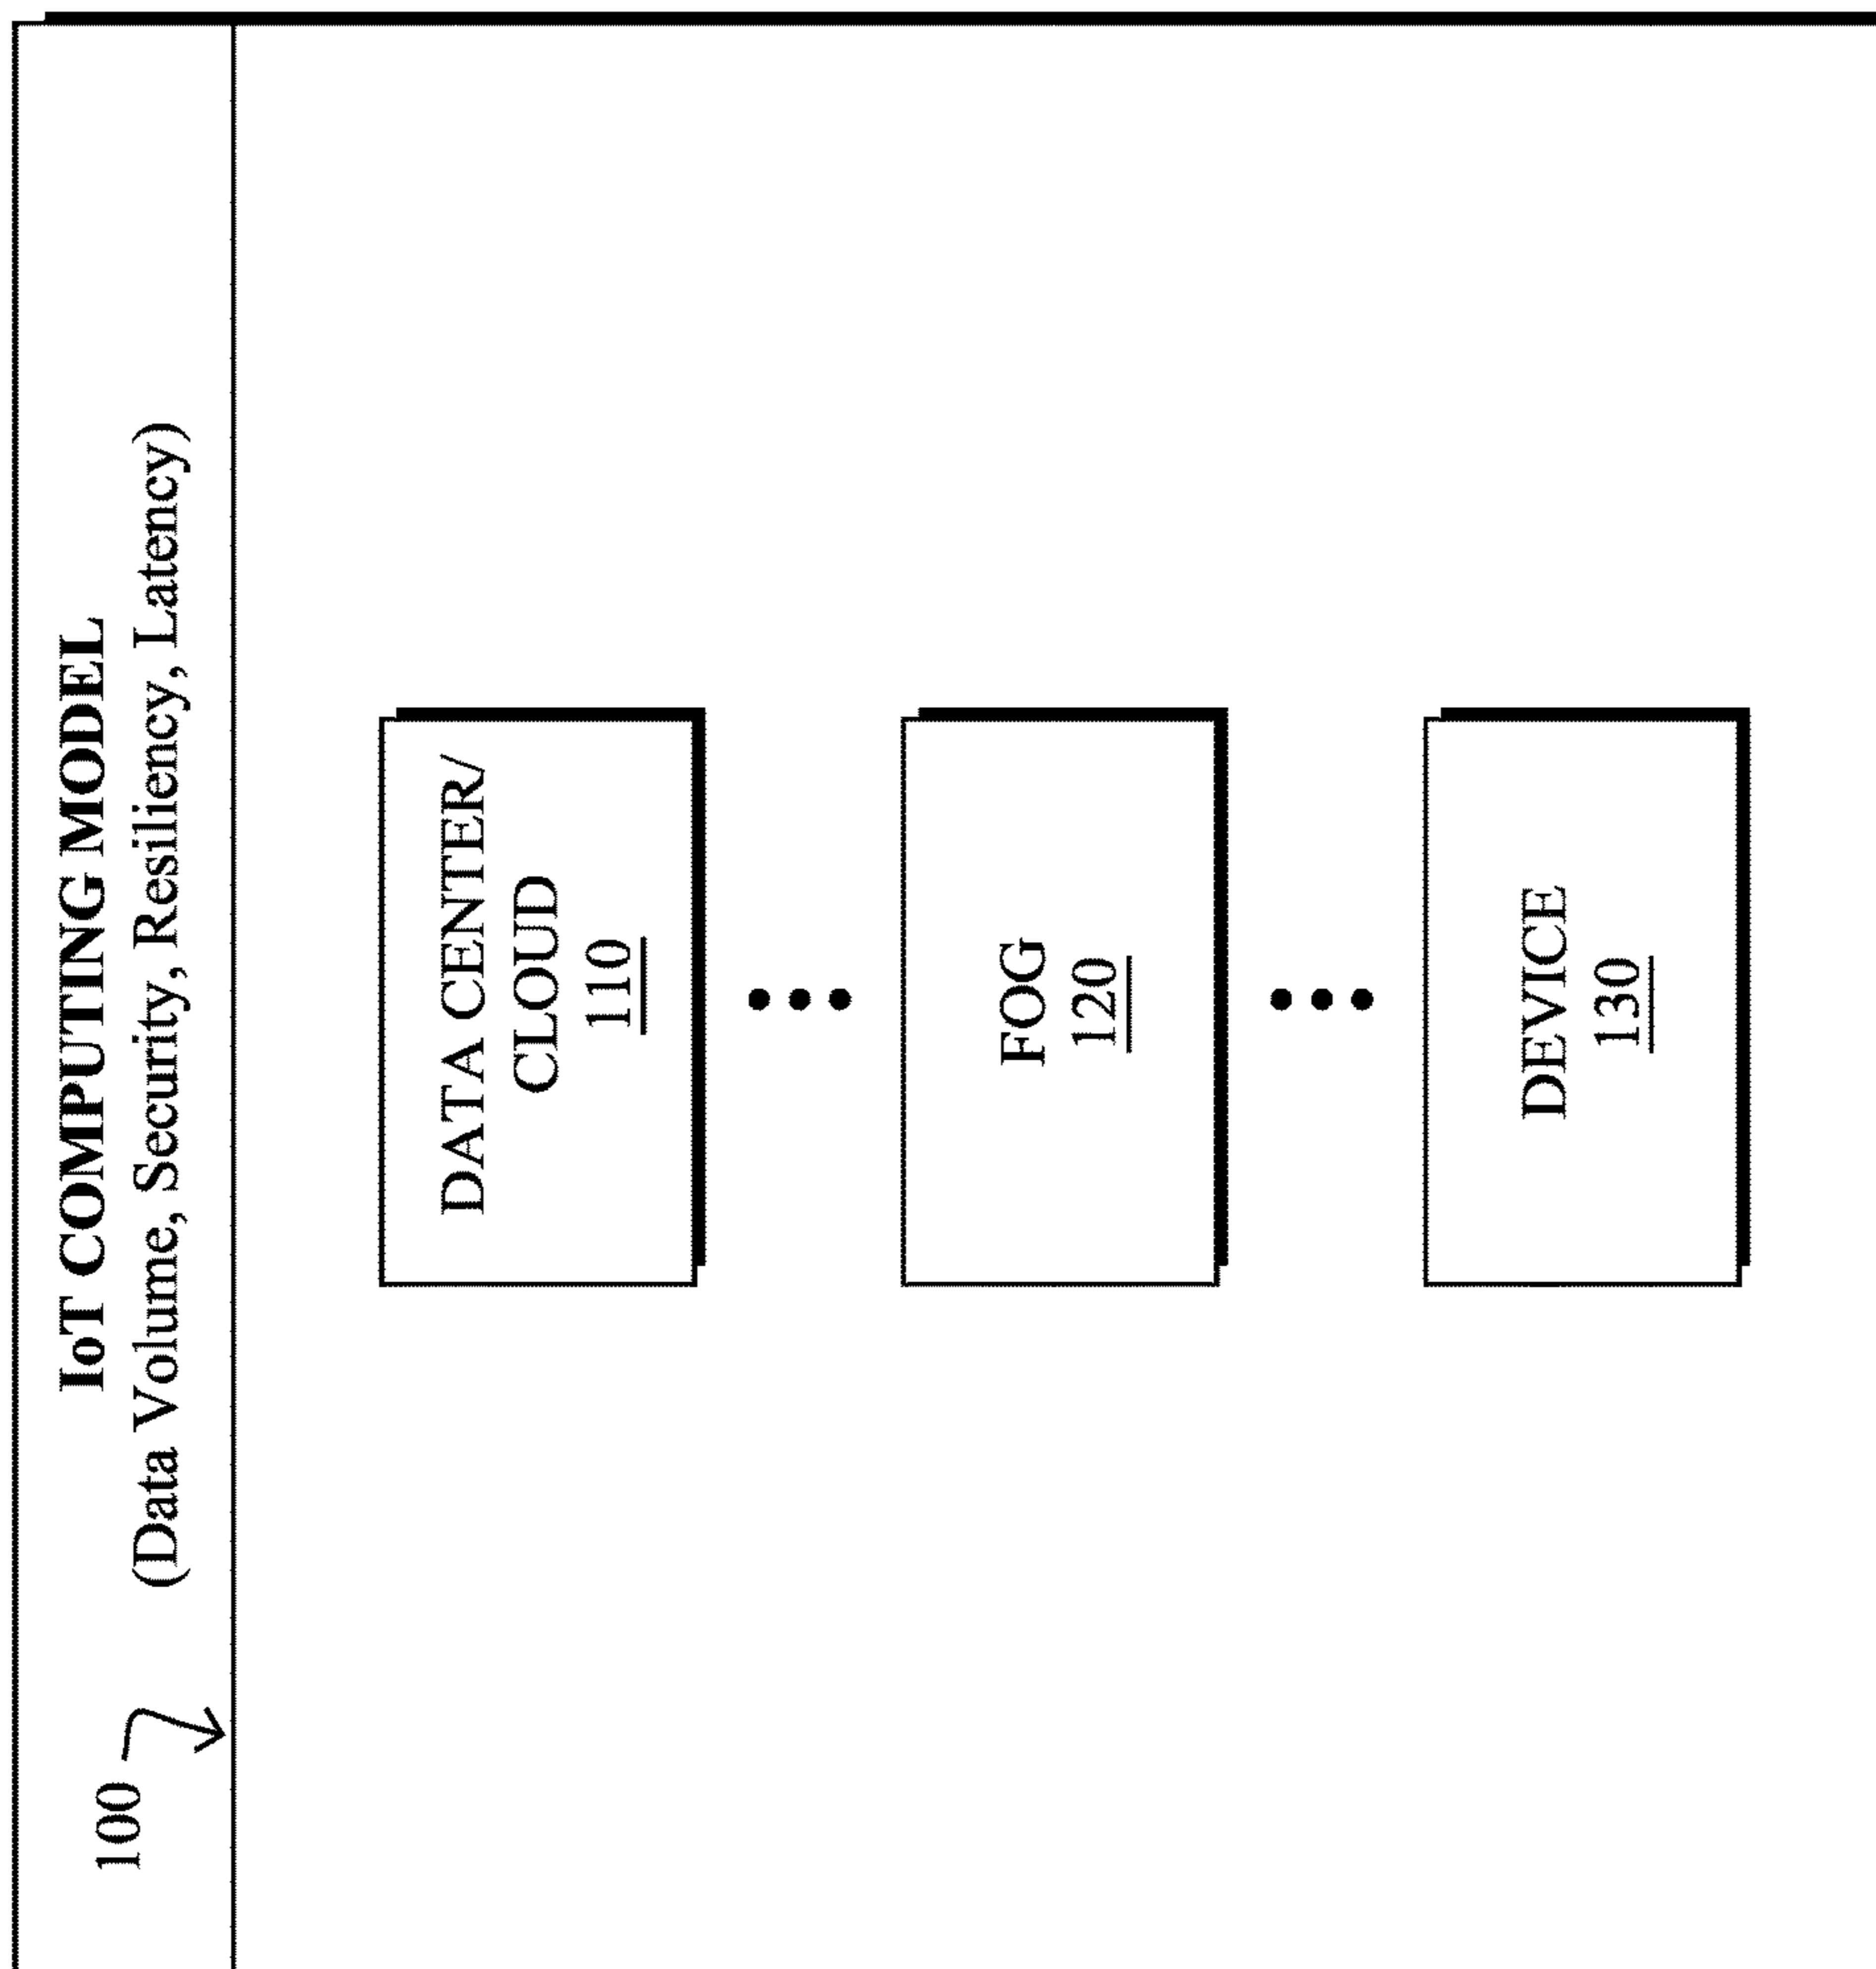 IoT COMPUTING MODEL
(Data Volume, Security, Resiliency, Latency)
100
DATA CENTER/
CLOUD
110
FOG
120
DEVICE
130